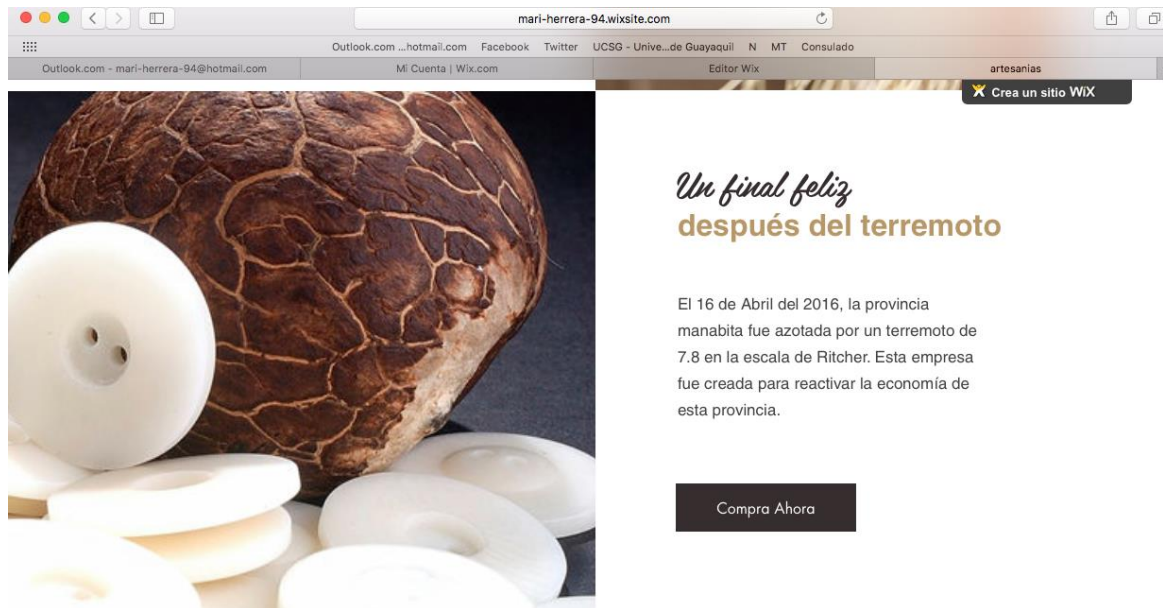 mari-herrera-94.wixsite.com
Outlook.com ...hotmail.com Facebook Twitter UCSG - Unive...de Guayaquil N MT Consulado
Outlook.com - mari-herrera-94@hotmail.com Mi Cuenta | Wix.com Editor Wix artesanias
Crea un sitio WiX
Un final feliz
después del terremoto
El 16 de Abril del 2016, la provincia
manabita fue azotada por un terremoto de
7.8 en la escala de Ritcher. Esta empresa
fue creada para reactivar la economía de
esta provincia.
Compra Ahora